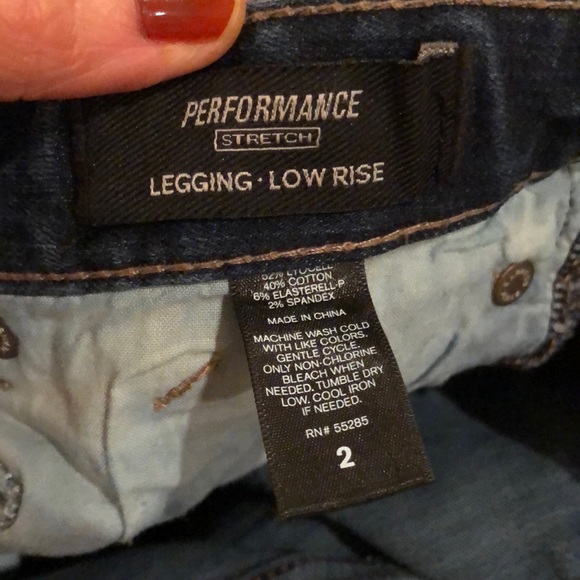 PERFORMANCE
STRETCH
LEGGING · LOW RISE
52% LYOCELL
40% COTTON
6% ELASTERELL-P
2% SPANDEX
MADE IN CHINA
MACHINE WASH COLD
WITH LIKE COLORS.
GENTLE CYCLE.
ONLY NON-CHLORINE
BLEACH WHEN
NEEDED. TUMBLE DRY
LOW. COOL IRON
IF NEEDED.
RN# 55285
2